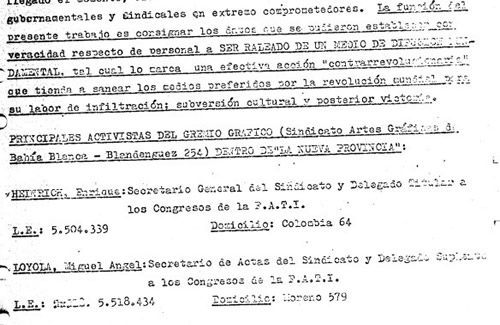 llegado el docente,
gubernamentales y sindicales en extremo comprometedores. La función del
presente trabajo es consignar los datos que se pudieron establecer con
veracidad respecto de personal a SER RALEADO DE UN MEDIO DE DIFUSION FUN-
DAMENTAL, tal cual lo marca una efectiva acción "contrarrevolucionaria"
que tienda a sanear los medios preferidos por la revolución mundial para
su labor de infiltración; subversión cultural y posterior victoria.
PRINCIPALES ACTIVISTAS DEL GREMIO GRAFICO (Sindicato Artes Gráficas de
Bahía Blanca - Blandenguez 254) DENTRO DE"LA NUEVA PROVINCIA":
HEINRICH, Enrique:Secretario General del Sindicato y Delegado Titular a
los Congresos de la F.A.T.I.
L.E.: 5.504.339 Domicilio: Colombia 64
LOYOLA, Miguel Angel:Secretario de Actas del Sindicato y Delegado Suplente
a los Congresos de la F.A.T.I.
L.E.: 5.518.434 Domicilio: Moreno 579